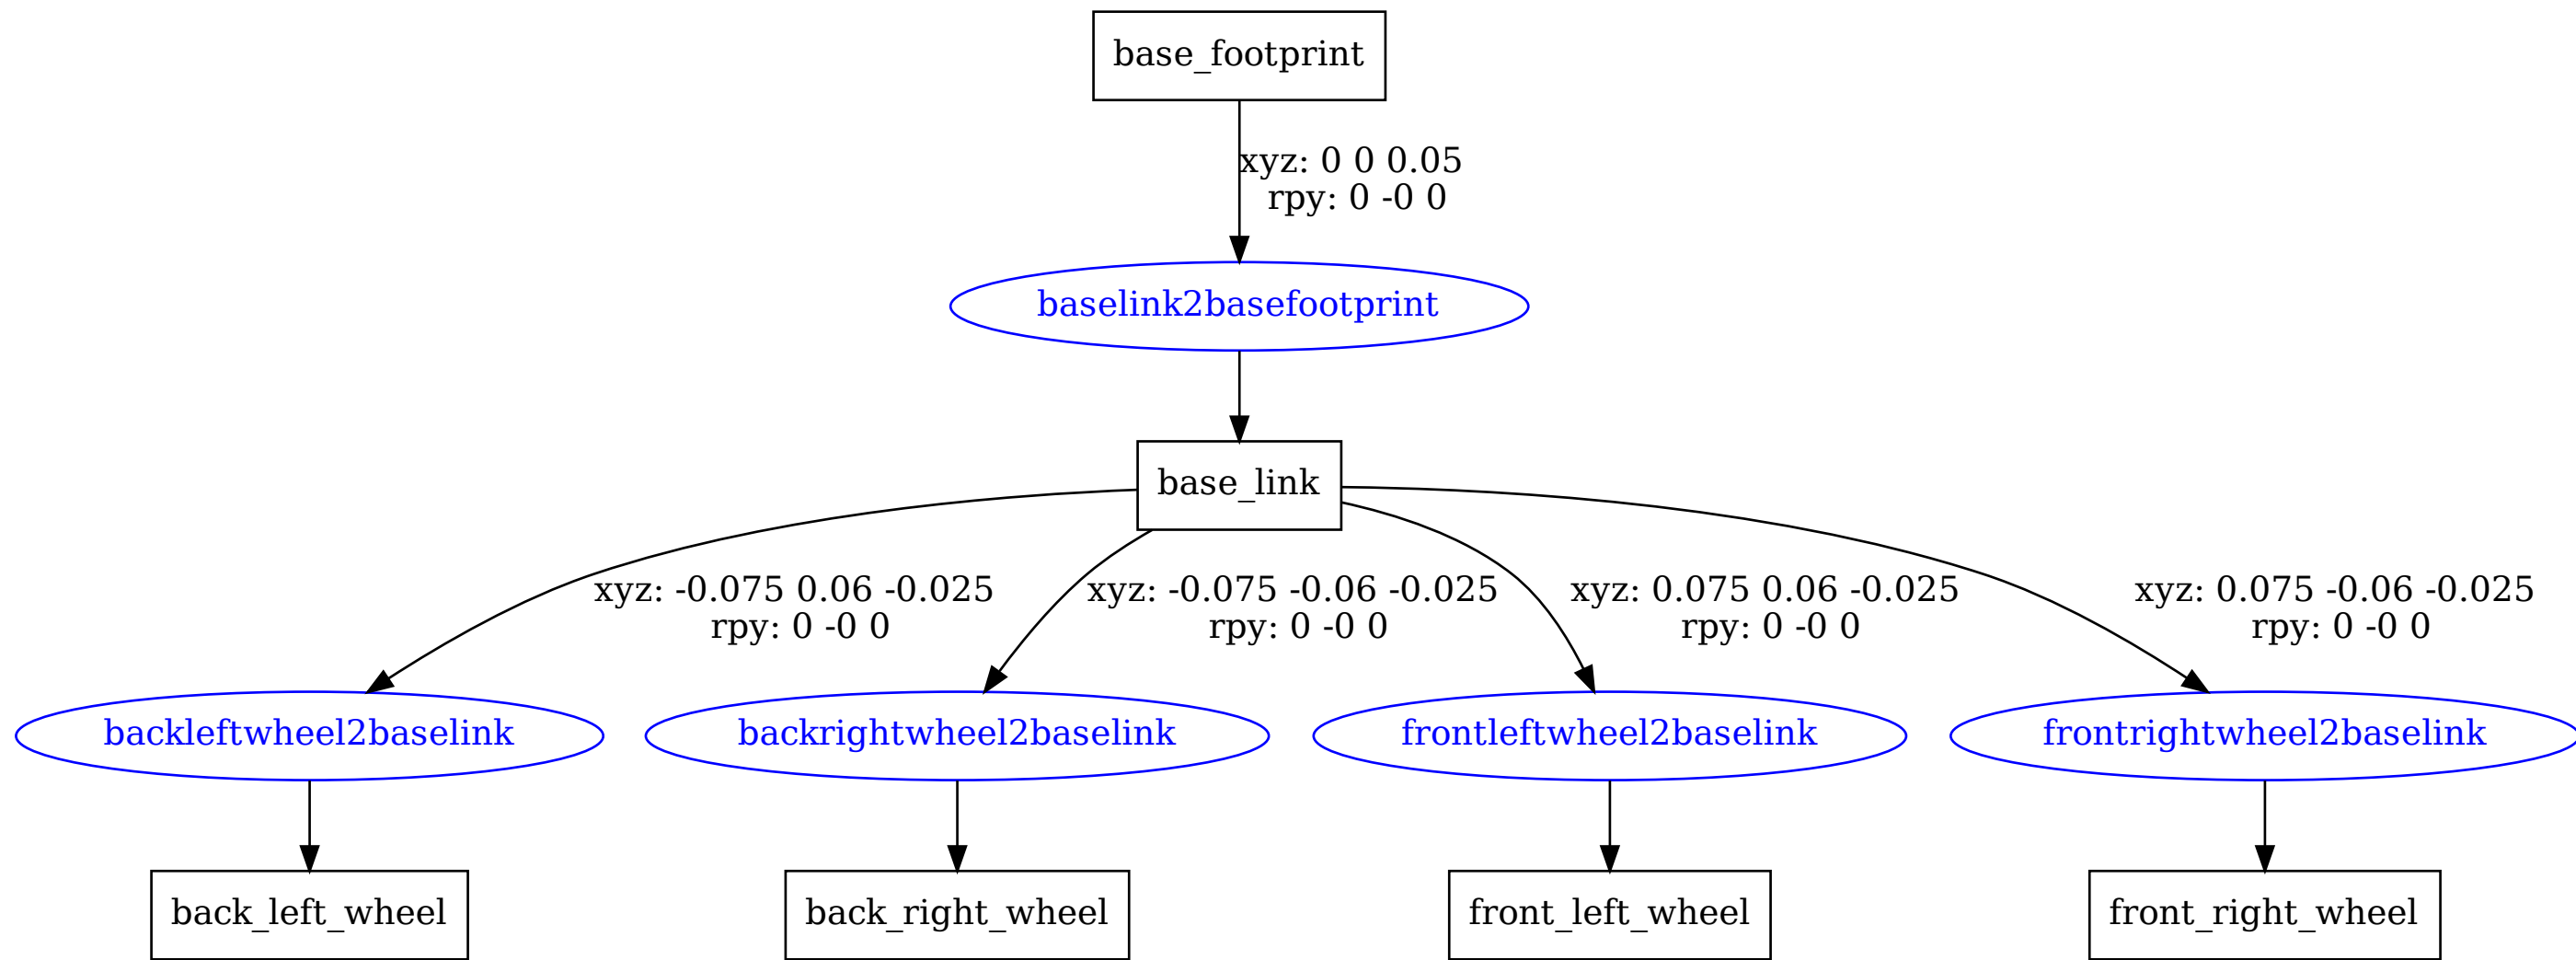 base_footprint
xyz: 0 0 0.05
rpy: 0 -0 0
baselink2basefootprint
base_link
xyz: -0.075 0.06 -0.025
rpy: 0 -0 0
xyz: -0.075 -0.06 -0.025
rpy: 0 -0 0
xyz: 0.075 0.06 -0.025
rpy: 0 -0 0
xyz: 0.075 -0.06 -0.025
rpy: 0 -0 0
backleftwheel2baselink
backrightwheel2baselink
frontleftwheel2baselink
frontrightwheel2baselink
back_left_wheel
back_right_wheel
front_left_wheel
front_right_wheel